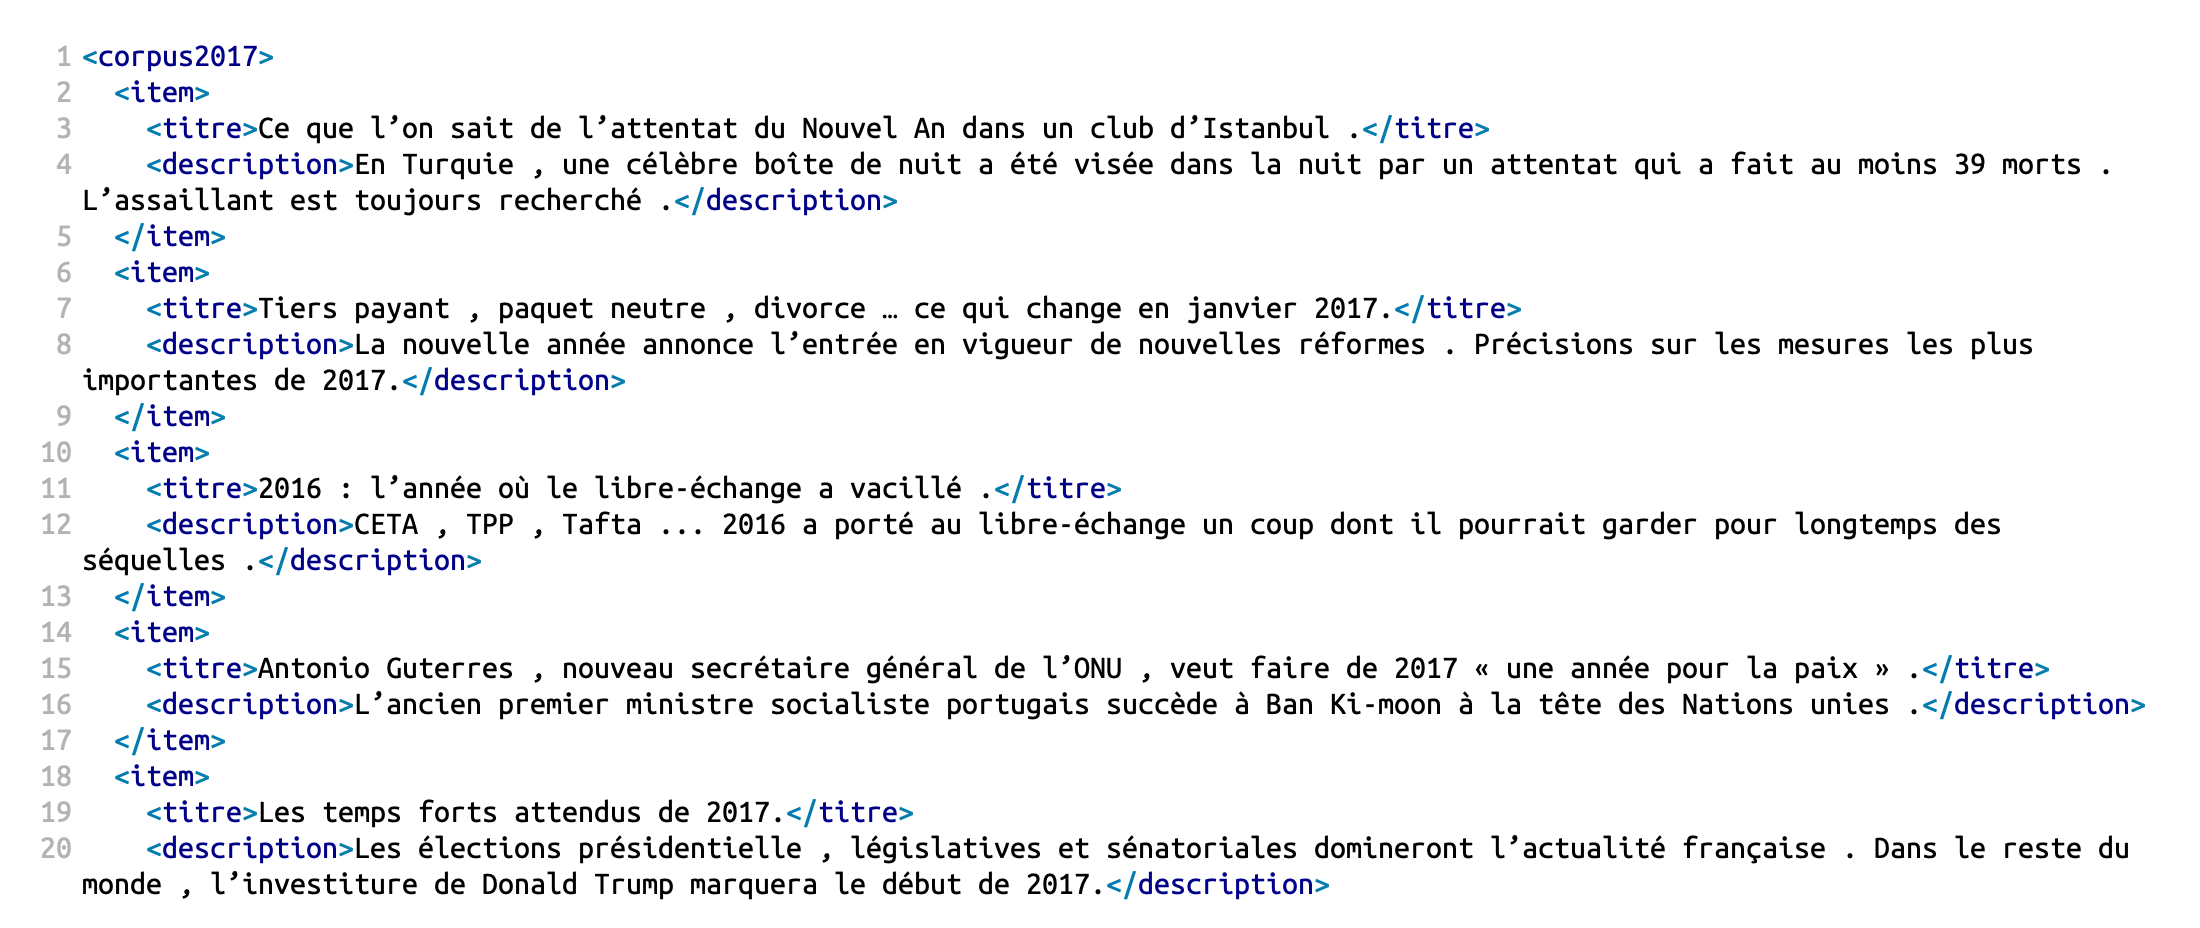 1 <corpus2017>
2   <item>
3     <titre>Ce que l’on sait de l’attentat du Nouvel An dans un club d’Istanbul .</titre>
4     <description>En Turquie , une célèbre boîte de nuit a été visée dans la nuit par un attentat qui a fait au moins 39 morts .
L’assaillant est toujours recherché .</description>
5   </item>
6   <item>
7     <titre>Tiers payant , paquet neutre , divorce … ce qui change en janvier 2017.</titre>
8     <description>La nouvelle année annonce l’entrée en vigueur de nouvelles réformes . Précisions sur les mesures les plus
importantes de 2017.</description>
9   </item>
10   <item>
11     <titre>2016 : l’année où le libre-échange a vacillé .</titre>
12     <description>CETA , TPP , Tafta ... 2016 a porté au libre-échange un coup dont il pourrait garder pour longtemps des
séquelles .</description>
13   </item>
14   <item>
15     <titre>Antonio Guterres , nouveau secrétaire général de l’ONU , veut faire de 2017 « une année pour la paix » .</titre>
16     <description>L’ancien premier ministre socialiste portugais succède à Ban Ki-moon à la tête des Nations unies .</description>
17   </item>
18   <item>
19     <titre>Les temps forts attendus de 2017.</titre>
20     <description>Les élections présidentielle , législatives et sénatoriales domineront l’actualité française . Dans le reste du
monde , l’investiture de Donald Trump marquera le début de 2017.</description>